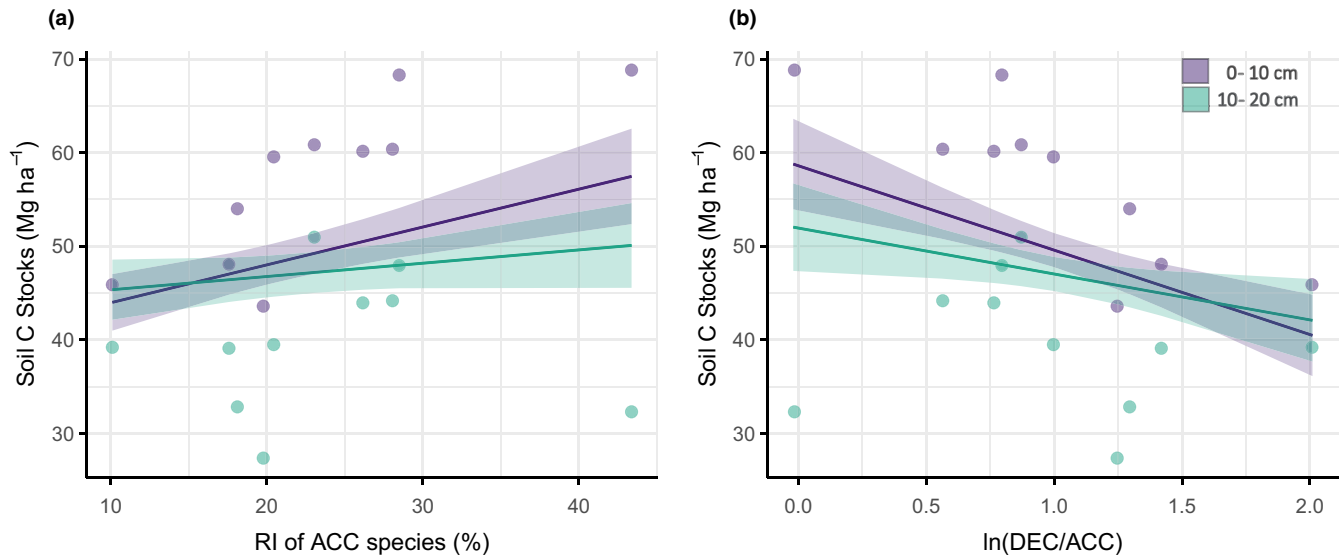 (a)
Soil C Stocks (Mg ha⁻¹)
70
60
50
40
30
10
20
30
40
RI of ACC species (%)
(b)
Soil C Stocks (Mg ha⁻¹)
70
60
50
40
30
0.0
0.5
1.0
1.5
2.0
ln(DEC/ACC)
0- 10 cm
10- 20 cm